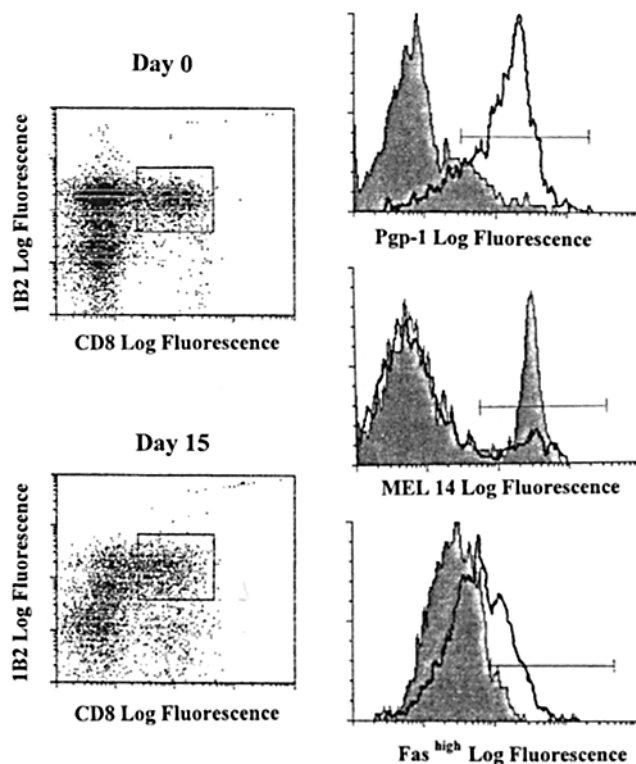 Day 0
1B2 Log Fluorescence
CD8 Log Fluorescence
Day 15
1B2 Log Fluorescence
CD8 Log Fluorescence
Pgp-1 Log Fluorescence
MEL 14 Log Fluorescence
Fas high Log Fluorescence